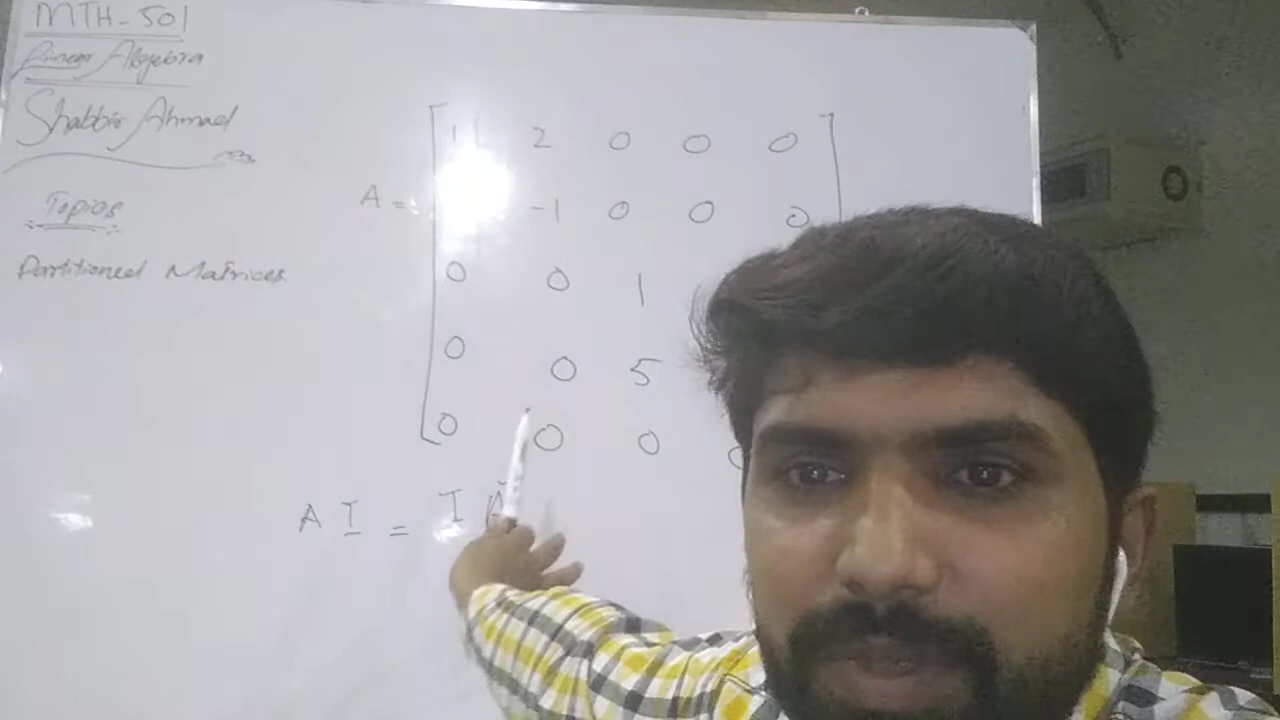 MTH-501
Linear Algebra
Shabbir Ahmad
Topics
Partitioned Matrices
1 2 0 0 0
A = -1 0 0 0
0 0 1
0 0 5
0 0 0
A I = I A